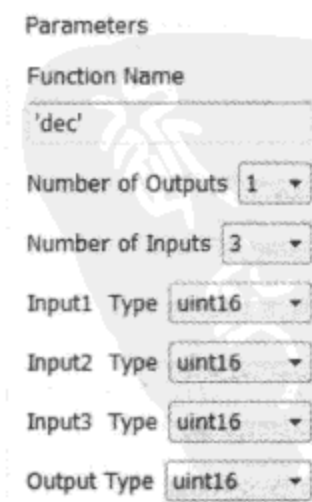 Parameters
Function Name
'dec'
Number of Outputs 1
Number of Inputs 3
Input1 Type uint16
Input2 Type uint16
Input3 Type uint16
Output Type uint16